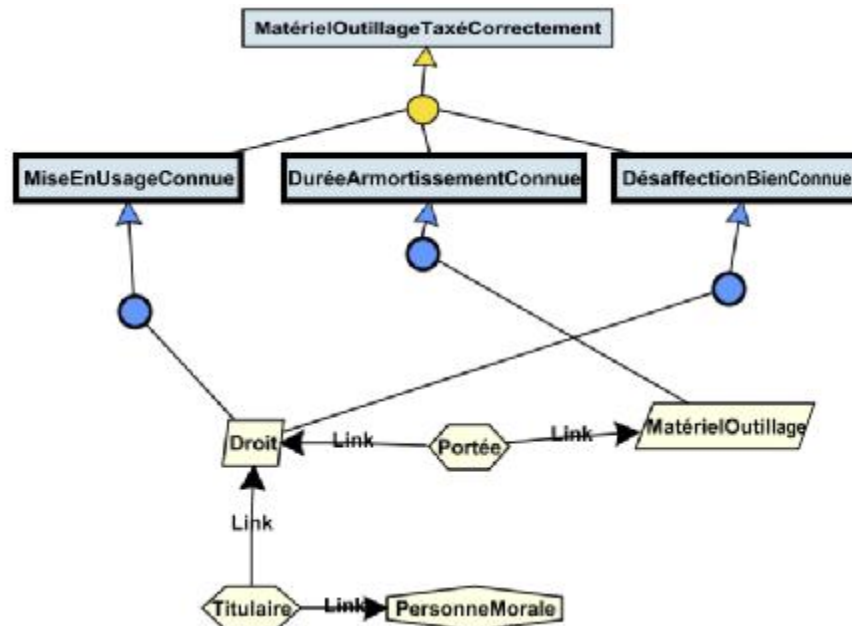 MatérielOutillageTaxéCorrectement
MiseEnUsageConnue
DuréeArmortissementConnue
DésaffectionBienConnue
Droit
Link
Portée
Link
MatérielOutillage
Link
Titulaire
Link
PersonneMorale